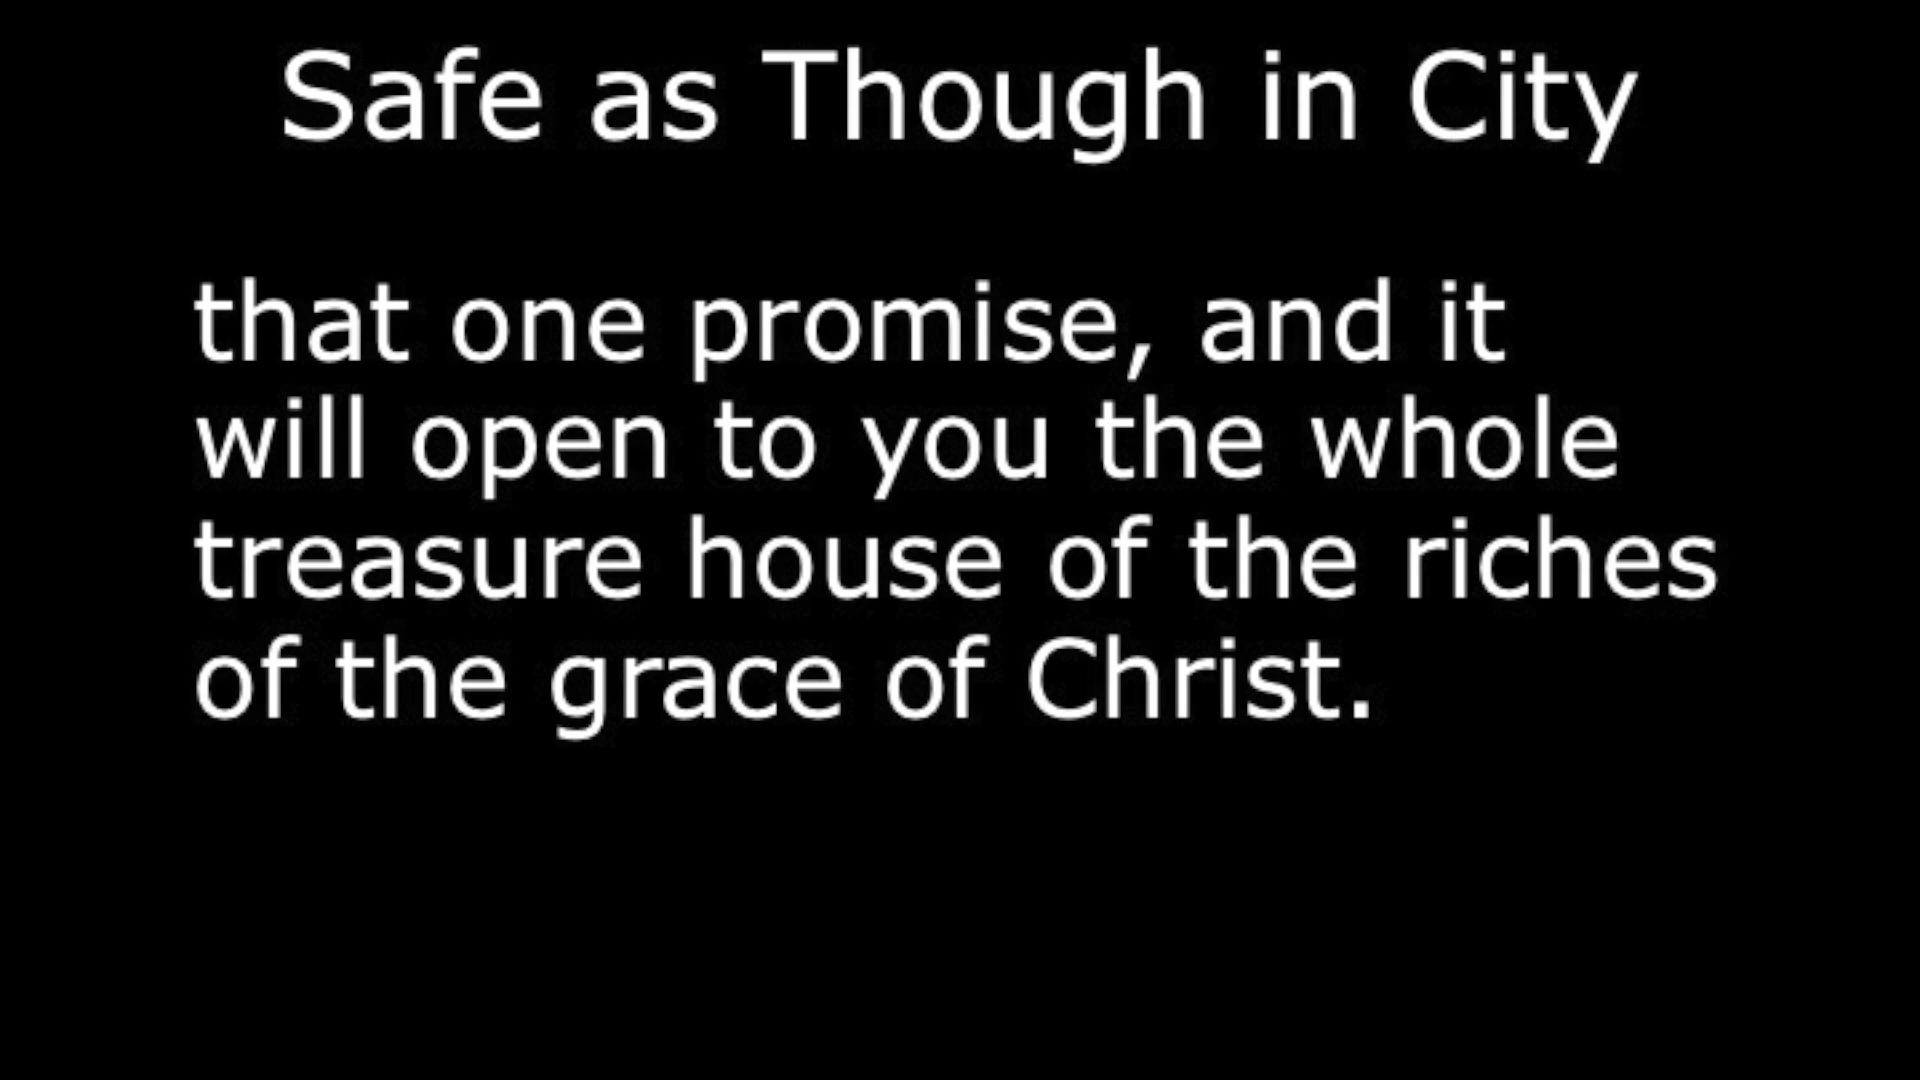 Safe as Though in City
that one promise, and it
will open to you the whole
treasure house of the riches
of the grace of Christ.